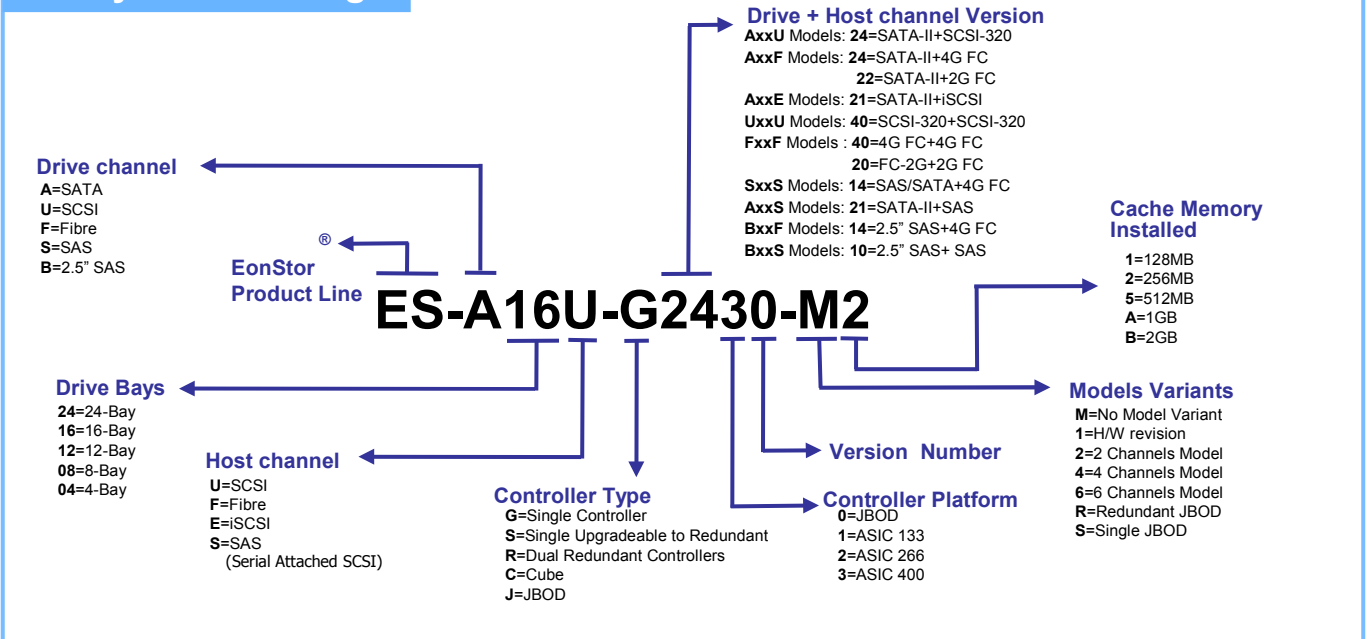 Drive + Host channel Version
AxxU Models: 24=SATA-II+SCSI-320
AxxF Models: 24=SATA-II+4G FC
22=SATA-II+2G FC
AxxE Models: 21=SATA-II+iSCSI
UxxU Models: 40=SCSI-320+SCSI-320
FxxF Models : 40=4G FC+4G FC
20=FC-2G+2G FC
SxxS Models: 14=SAS/SATA+4G FC
AxxS Models: 21=SATA-II+SAS
BxxF Models: 14=2.5” SAS+4G FC
BxxS Models: 10=2.5” SAS+ SAS
Drive channel
A=SATA
U=SCSI
F=Fibre
S=SAS
B=2.5” SAS
®
EonStor
Product Line
Cache Memory
Installed
1=128MB
2=256MB
5=512MB
A=1GB
B=2GB
ES-A16U-G2430-M2
Drive Bays
24=24-Bay
16=16-Bay
12=12-Bay
08=8-Bay
04=4-Bay
Host channel
U=SCSI
F=Fibre
E=iSCSI
S=SAS
(Serial Attached SCSI)
Controller Type
G=Single Controller
S=Single Upgradeable to Redundant
R=Dual Redundant Controllers
C=Cube
J=JBOD
Version Number
Controller Platform
0=JBOD
1=ASIC 133
2=ASIC 266
3=ASIC 400
Models Variants
M=No Model Variant
1=H/W revision
2=2 Channels Model
4=4 Channels Model
6=6 Channels Model
R=Redundant JBOD
S=Single JBOD